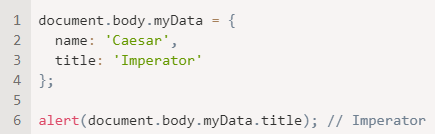 1 document.body.myData = {
2   name: 'Caesar',
3   title: 'Imperator'
4 };
5
6 alert(document.body.myData.title); // Imperator